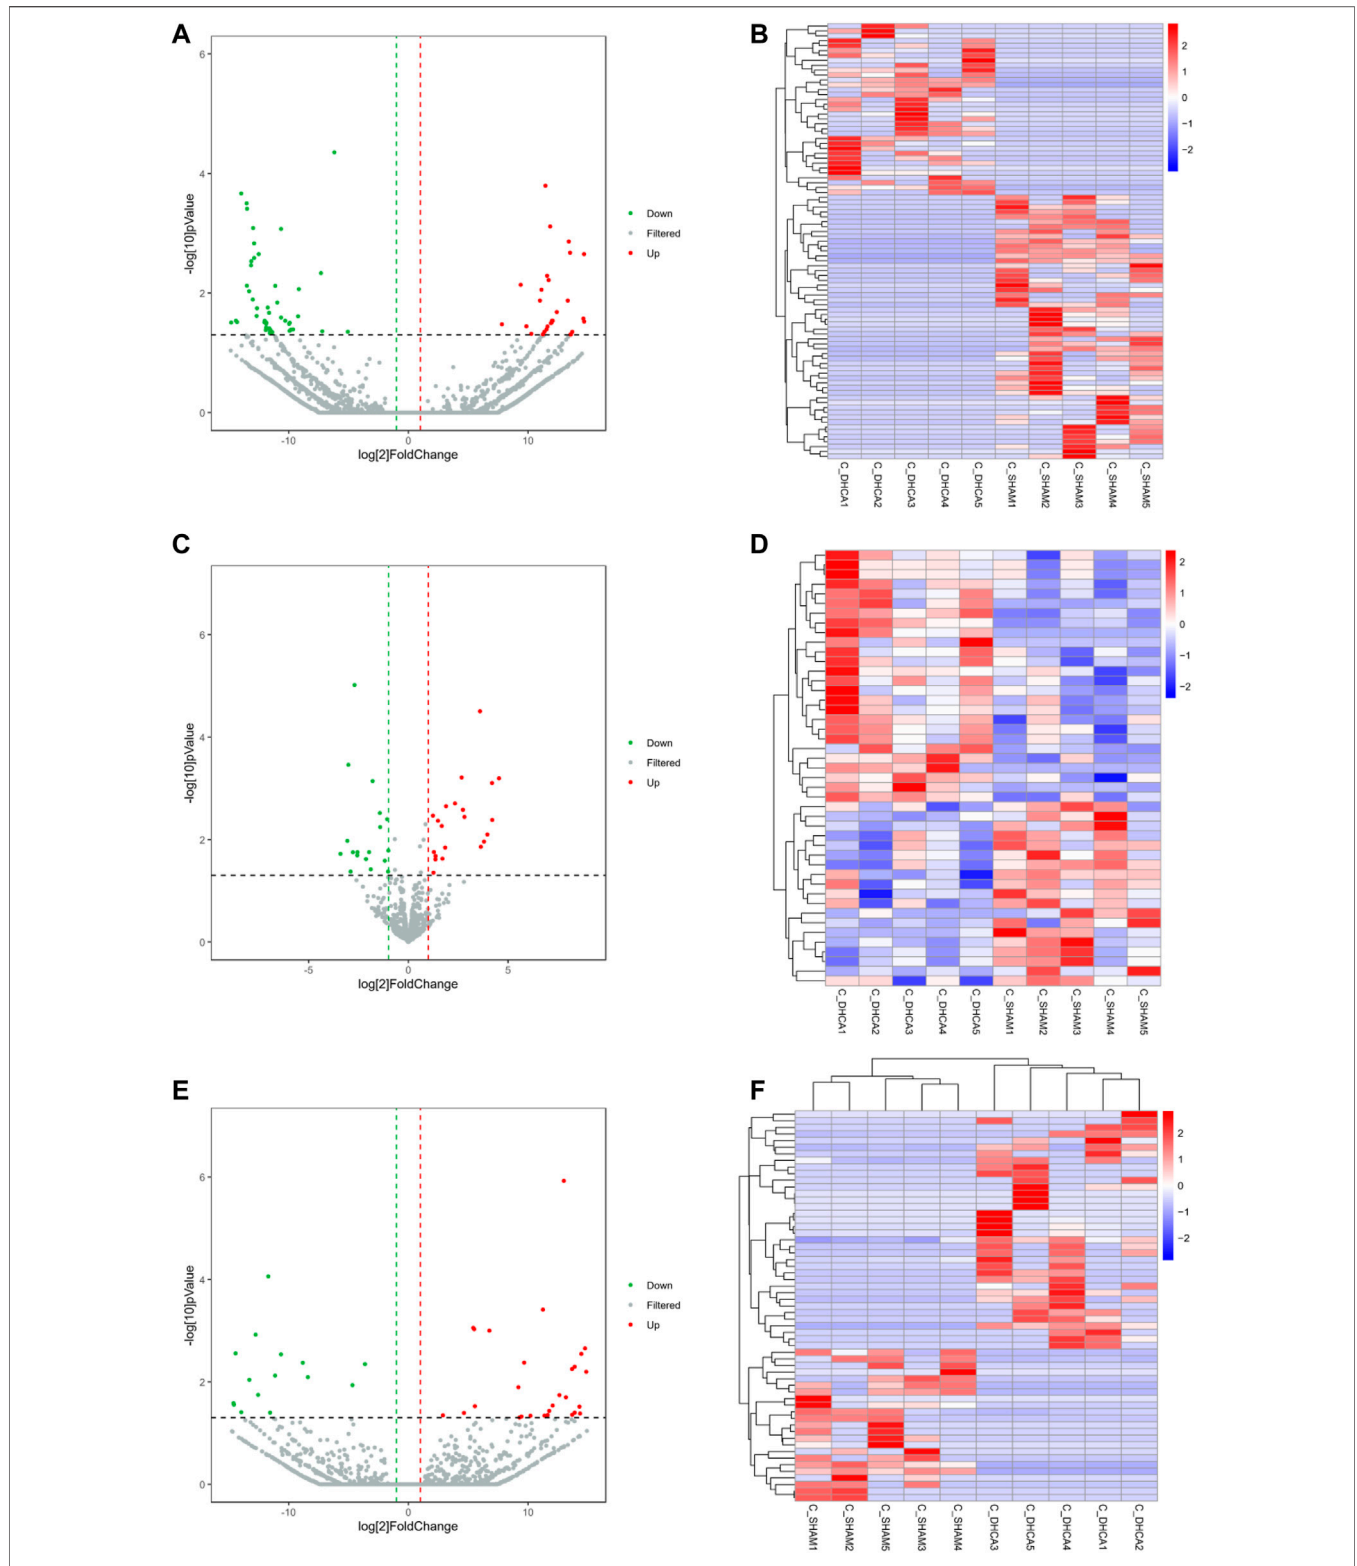 A
6
4
2
0
-log[10]pValue
-10
0
10
log[2]FoldChange
Down
Filtered
Up
B
2
1
0
−1
−2
C_DHCA1
C_DHCA2
C_DHCA3
C_DHCA4
C_DHCA5
C_SHAM1
C_SHAM2
C_SHAM3
C_SHAM4
C_SHAM5
C
6
4
2
0
-log[10]pValue
-5
0
5
log[2]FoldChange
Down
Filtered
Up
D
2
1
0
−1
−2
C_DHCA1
C_DHCA2
C_DHCA3
C_DHCA4
C_DHCA5
C_SHAM1
C_SHAM2
C_SHAM3
C_SHAM4
C_SHAM5
E
6
4
2
0
-log[10]pValue
-10
0
10
log[2]FoldChange
Down
Filtered
Up
F
2
1
0
−1
−2
C_SHAM1
C_SHAM2
C_SHAM5
C_SHAM3
C_SHAM4
C_DHCA3
C_DHCA5
C_DHCA4
C_DHCA1
C_DHCA2